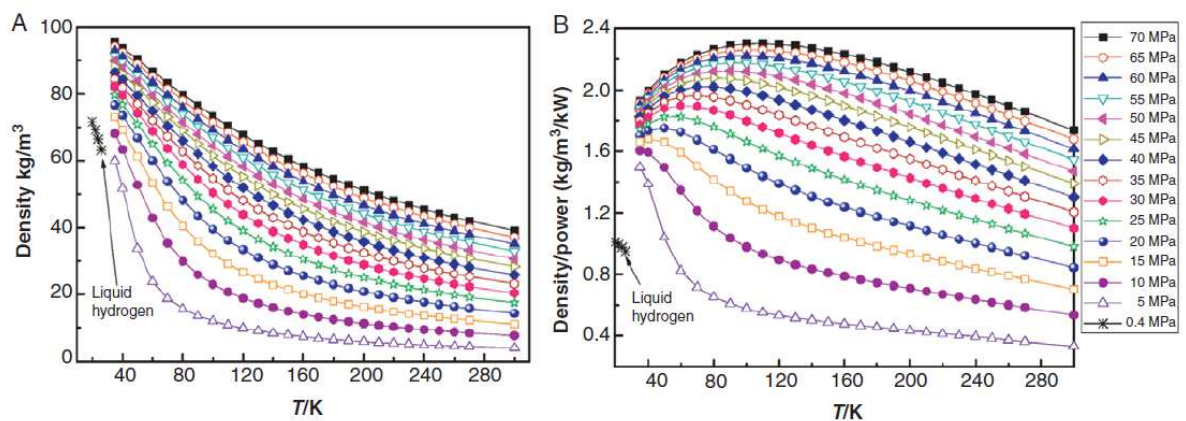 A
Density kg/m³
100
80
60
40
20
0
Liquid
hydrogen
40
80
120
160
200
240
280
T/K
B
Density/power (kg/m³/kW)
2.4
2.0
1.6
1.2
0.8
0.4
Liquid
hydrogen
40
80
120
160
200
240
280
T/K
70 MPa
65 MPa
60 MPa
55 MPa
50 MPa
45 MPa
40 MPa
35 MPa
30 MPa
25 MPa
20 MPa
15 MPa
10 MPa
5 MPa
0.4 MPa